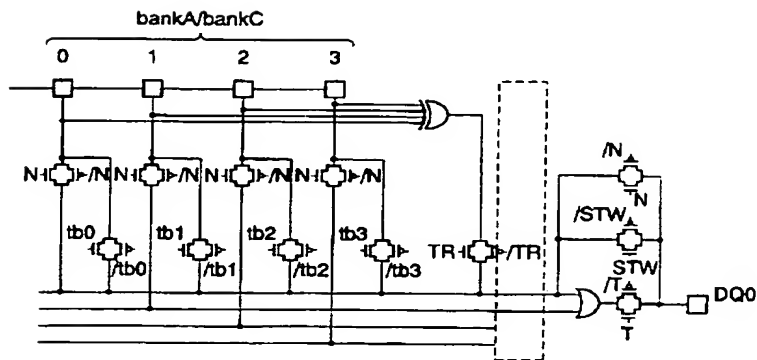 bankA/bankC
0 1 2 3
/N
N /N N /N N /N N /N
N
/STW
tb0 tb1 tb2 tb3
TR /TR
/tb0 /tb1 /tb2 /tb3
STW
/T
DQ0
T